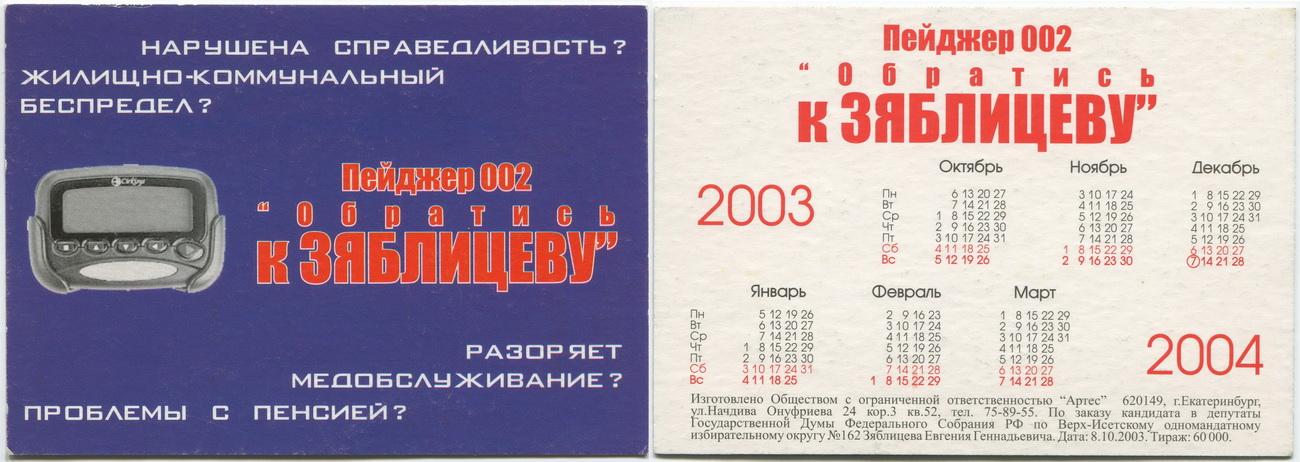 НАРУШЕНА СПРАВЕДЛИВОСТЬ?
ЖИЛИЩНО-КОММУНАЛЬНЫЙ
БЕСПРЕДЕЛ?
Пейджер 002
“Обратись
к ЗЯБЛИЦЕВУ”
РАЗОРЯЕТ
МЕДОБСЛУЖИВАНИЕ?
ПРОБЛЕМЫ С ПЕНСИЕЙ?
Пейджер 002
“Обратись
к ЗЯБЛИЦЕВУ”
2003
Октябрь Ноябрь Декабрь
Пн 6 13 20 27 3 10 17 24 1 8 15 22 29
Вт 7 14 21 28 4 11 18 25 2 9 16 23 30
Ср 1 8 15 22 29 5 12 19 26 3 10 17 24 31
Чт 2 9 16 23 30 6 13 20 27 4 11 18 25
Пт 3 10 17 24 31 7 14 21 28 5 12 19 26
Сб 4 11 18 25 1 8 15 22 29 6 13 20 27
Вс 5 12 19 26 2 9 16 23 30 7 14 21 28
Январь Февраль Март
Пн 5 12 19 26 2 9 16 23 1 8 15 22 29
Вт 6 13 20 27 3 10 17 24 2 9 16 23 30
Ср 7 14 21 28 4 11 18 25 3 10 17 24 31
Чт 1 8 15 22 29 5 12 19 26 4 11 18 25
Пт 2 9 16 23 30 6 13 20 27 5 12 19 26
Сб 3 10 17 24 31 7 14 21 28 6 13 20 27
Вс 4 11 18 25 1 8 15 22 29 7 14 21 28
2004
Изготовлено Обществом с ограниченной ответственностью “Артес” 620149, г.Екатеринбург,
ул.Начдива Онуфриева 24 кор.3 кв.52, тел. 75-89-55. По заказу кандидата в депутаты
Государственной Думы Федерального Собрания РФ по Верх-Исетскому одномандатному
избирательному округу №162 Зяблицева Евгения Геннадьевича. Дата: 8.10.2003. Тираж: 60 000.